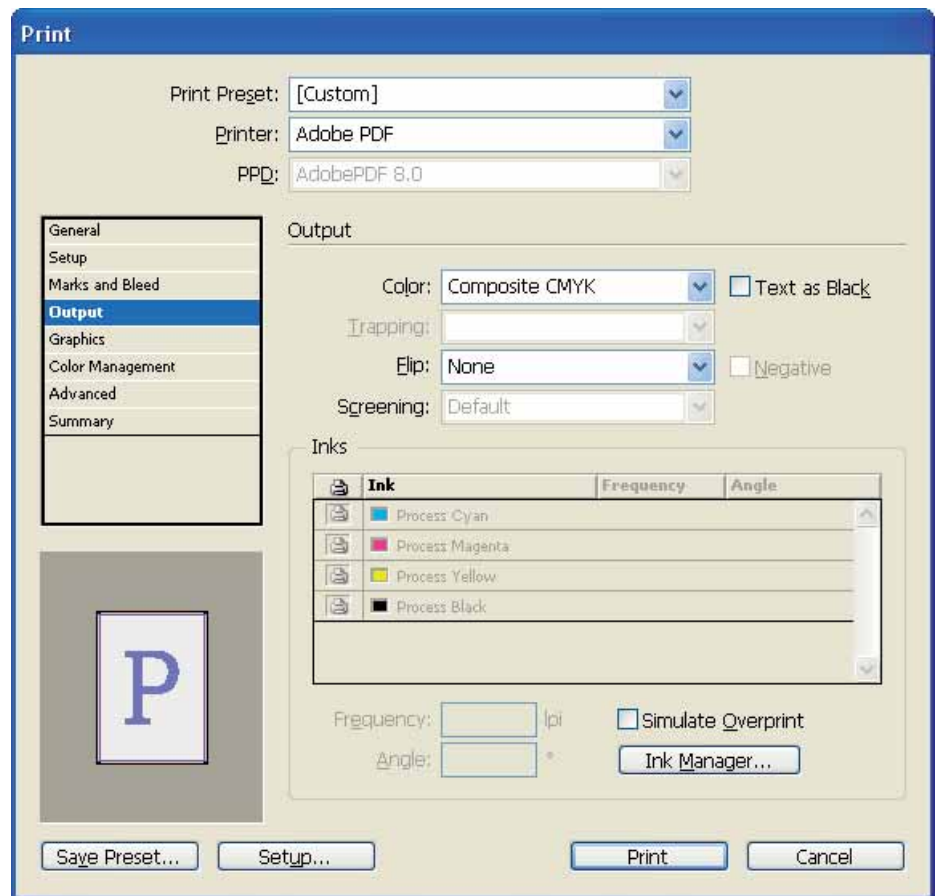 Print
Print Preset: [Custom]
Printer: Adobe PDF
PPD: AdobePDF 8.0
General
Setup
Marks and Bleed
Output
Graphics
Color Management
Advanced
Summary
Output
Color: Composite CMYK Text as Black
Trapping:
Flip: None Negative
Screening: Default
Inks
Ink Frequency Angle
Process Cyan
Process Magenta
Process Yellow
Process Black
Frequency: lpi Simulate Overprint
Angle: ° Ink Manager...
P
Save Preset... Setup... Print Cancel